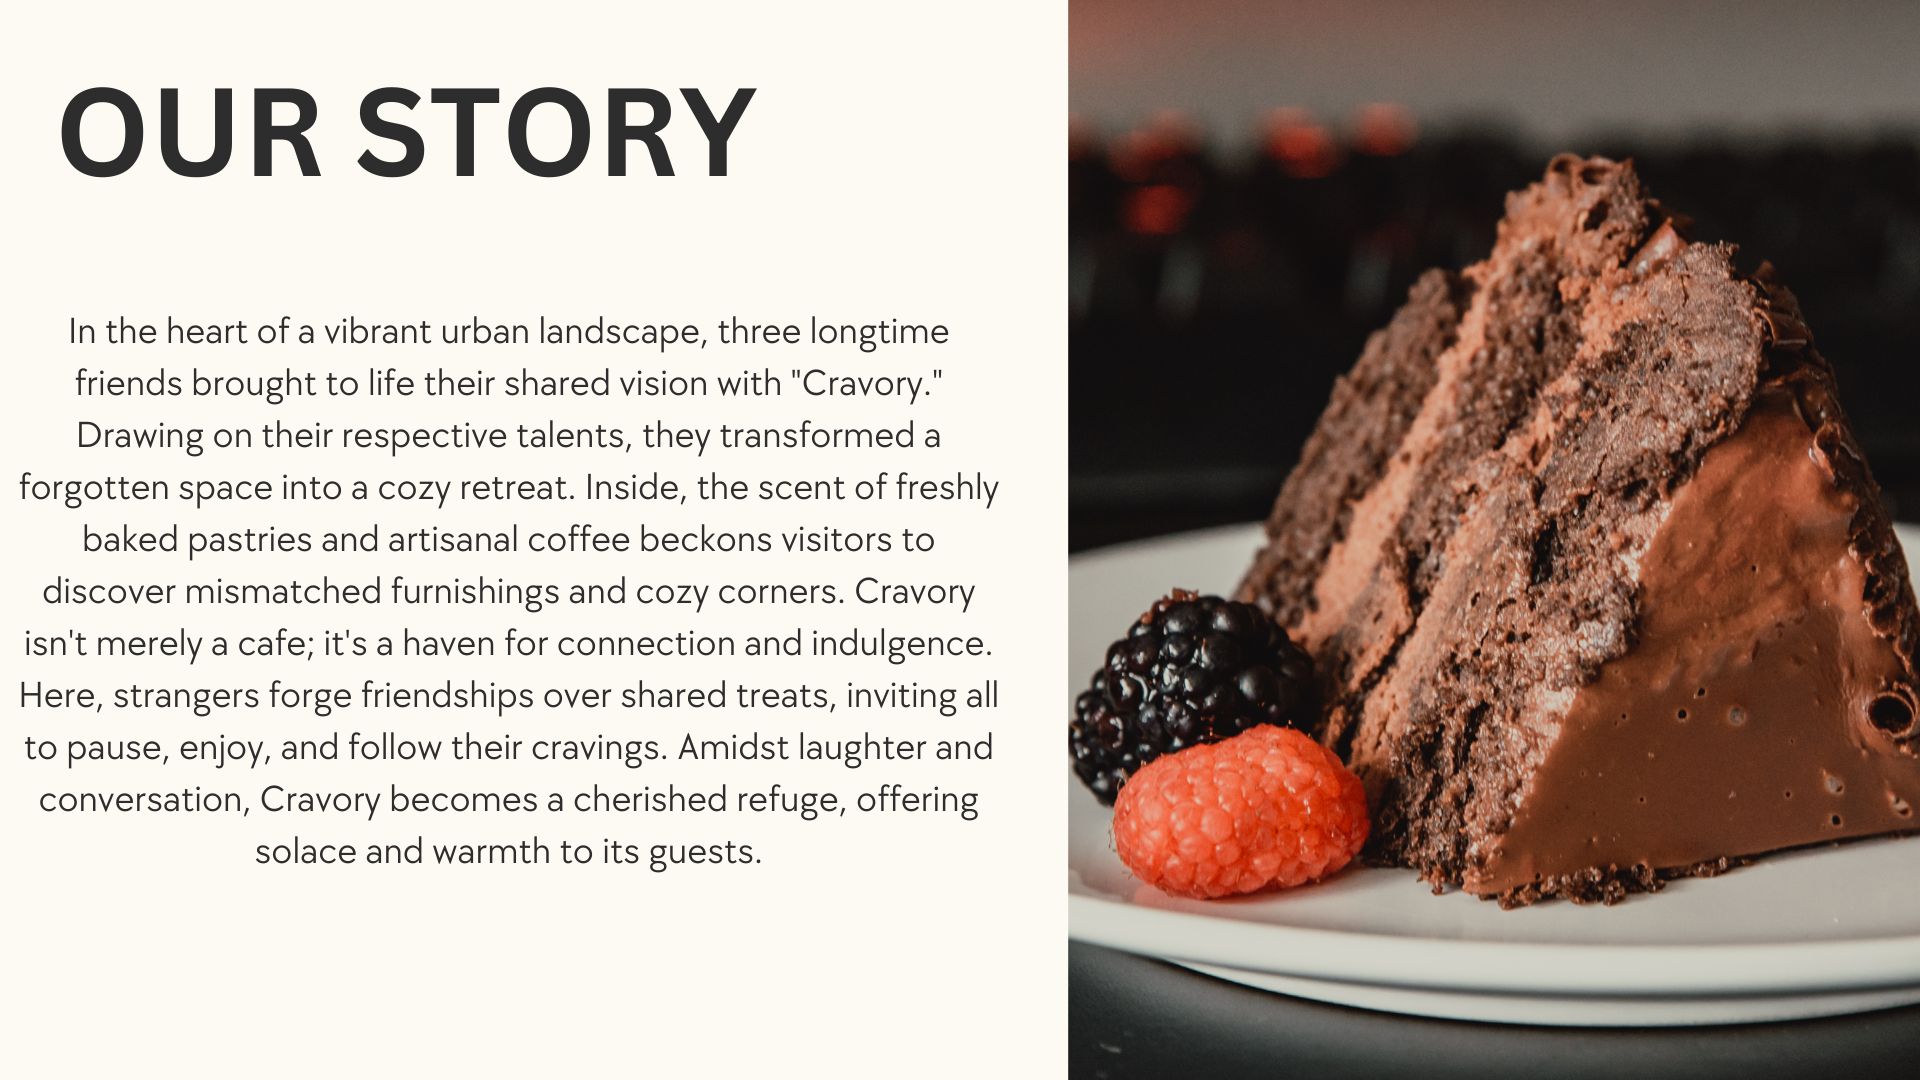 OUR STORY
In the heart of a vibrant urban landscape, three longtime
friends brought to life their shared vision with "Cravory."
Drawing on their respective talents, they transformed a
forgotten space into a cozy retreat. Inside, the scent of freshly
baked pastries and artisanal coffee beckons visitors to
discover mismatched furnishings and cozy corners. Cravory
isn't merely a cafe; it's a haven for connection and indulgence.
Here, strangers forge friendships over shared treats, inviting all
to pause, enjoy, and follow their cravings. Amidst laughter and
conversation, Cravory becomes a cherished refuge, offering
solace and warmth to its guests.